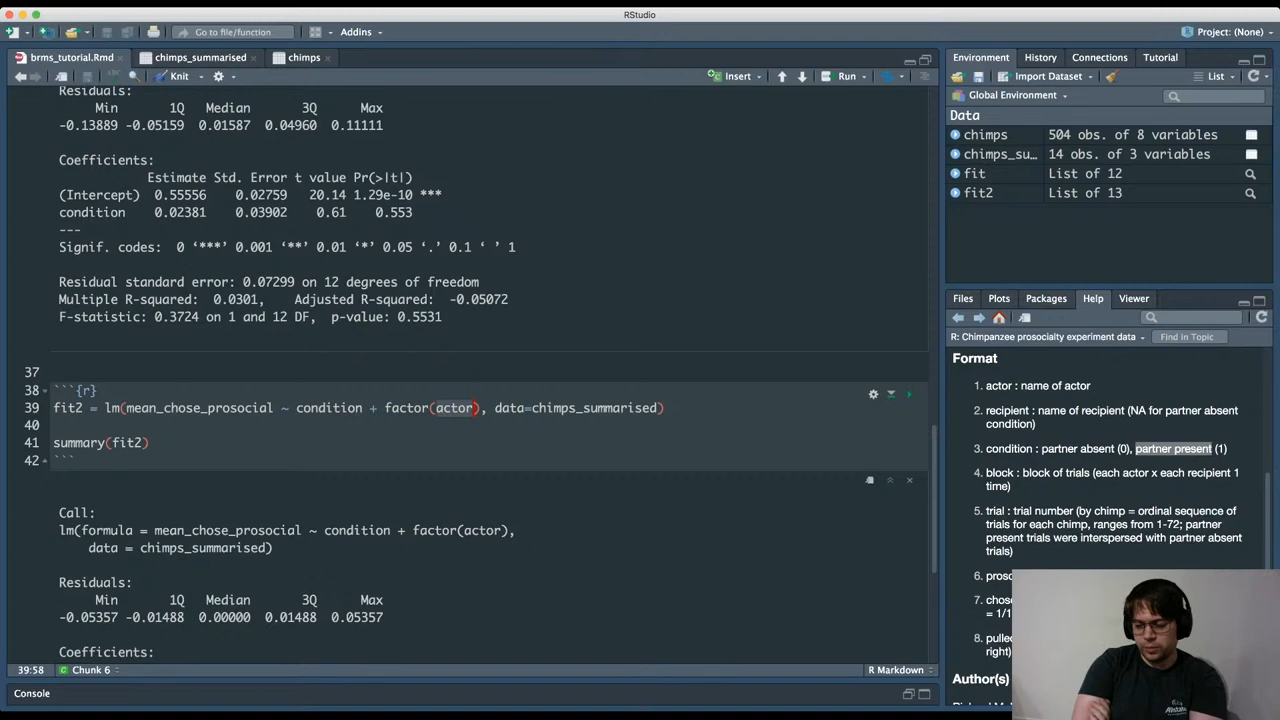 RStudio
Go to file/function
Addins
Project: (None)
brms_tutorial.Rmd
chimps_summarised
chimps
Knit
Insert
Run
Residuals:
Min 1Q Median 3Q Max
-0.13889 -0.05159 0.01587 0.04960 0.11111
Coefficients:
Estimate Std. Error t value Pr(>|t|)
(Intercept) 0.55556 0.02759 20.14 1.29e-10 ***
condition 0.02381 0.03902 0.61 0.553
---
Signif. codes: 0 ‘***’ 0.001 ‘**’ 0.01 ‘*’ 0.05 ‘.’ 0.1 ‘ ’ 1
Residual standard error: 0.07299 on 12 degrees of freedom
Multiple R-squared: 0.0301, Adjusted R-squared: -0.05072
F-statistic: 0.3724 on 1 and 12 DF, p-value: 0.5531
37
38 ```{r}
39 fit2 = lm(mean_chose_prosocial ~ condition + factor(actor), data=chimps_summarised)
40
41 summary(fit2)
42 ```
Call:
lm(formula = mean_chose_prosocial ~ condition + factor(actor),
data = chimps_summarised)
Residuals:
Min 1Q Median 3Q Max
-0.05357 -0.01488 0.00000 0.01488 0.05357
Coefficients:
39:58 Chunk 6 R Markdown
Console
Environment History Connections Tutorial
Import Dataset List
Global Environment
Data
chimps 504 obs. of 8 variables
chimps_su… 14 obs. of 3 variables
fit List of 12
fit2 List of 13
Files Plots Packages Help Viewer
R: Chimpanzee prosocialty experiment data Find in Topic
Format
1. actor : name of actor
2. recipient : name of recipient (NA for partner absent
condition)
3. condition : partner absent (0), partner present (1)
4. block : block of trials (each actor x each recipient 1
time)
5. trial : trial number (by chimp = ordinal sequence of
trials for each chimp, ranges from 1-72; partner
present trials were interspersed with partner absent
trials)
6. proso
7. chose
= 1/1
8. pulled
right)
Author(s)